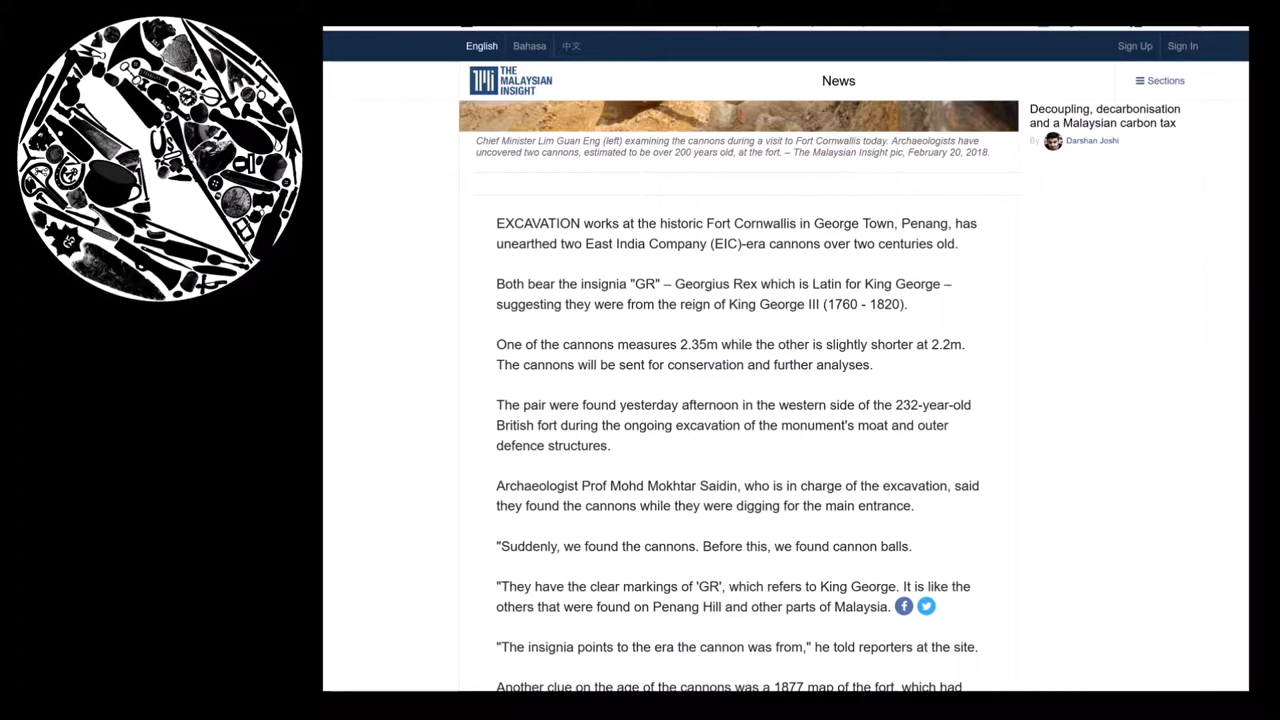 English
Bahasa
中文
Sign Up
Sign In
THE
MALAYSIAN
INSIGHT
News
Sections
Chief Minister Lim Guan Eng (left) examining the cannons during a visit to Fort Cornwallis today. Archaeologists have
uncovered two cannons, estimated to be over 200 years old, at the fort. – The Malaysian Insight pic, February 20, 2018.
Decoupling, decarbonisation
and a Malaysian carbon tax
By Darshan Joshi
EXCAVATION works at the historic Fort Cornwallis in George Town, Penang, has
unearthed two East India Company (EIC)-era cannons over two centuries old.
Both bear the insignia "GR" – Georgius Rex which is Latin for King George –
suggesting they were from the reign of King George III (1760 - 1820).
One of the cannons measures 2.35m while the other is slightly shorter at 2.2m.
The cannons will be sent for conservation and further analyses.
The pair were found yesterday afternoon in the western side of the 232-year-old
British fort during the ongoing excavation of the monument's moat and outer
defence structures.
Archaeologist Prof Mohd Mokhtar Saidin, who is in charge of the excavation, said
they found the cannons while they were digging for the main entrance.
"Suddenly, we found the cannons. Before this, we found cannon balls.
"They have the clear markings of 'GR', which refers to King George. It is like the
others that were found on Penang Hill and other parts of Malaysia.
"The insignia points to the era the cannon was from," he told reporters at the site.
Another clue on the age of the cannons was a 1877 map of the fort, which had